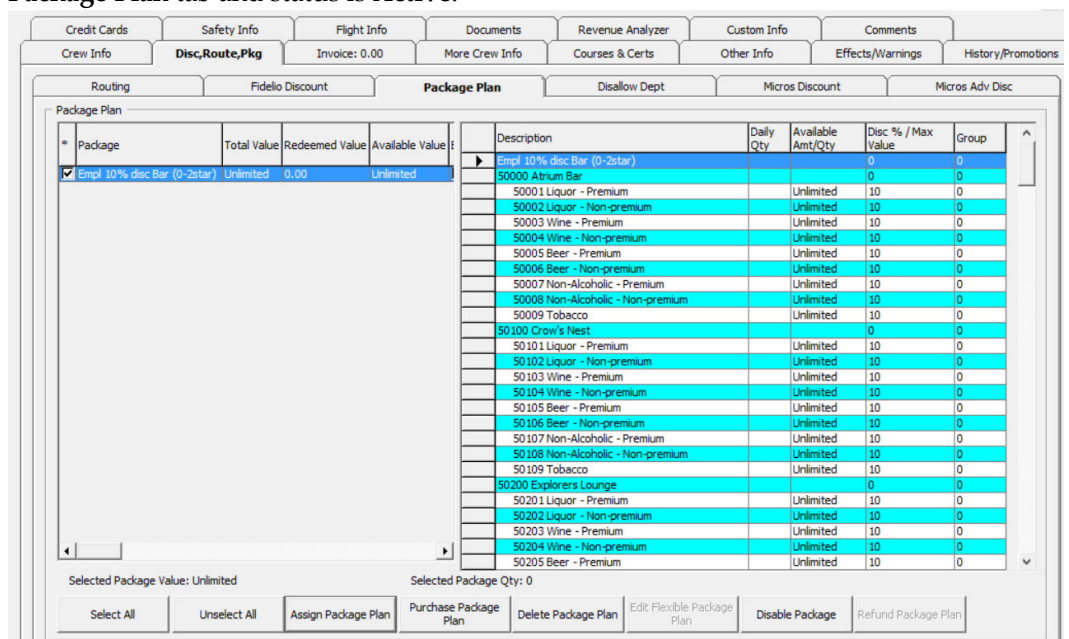 Package Plan tab and status is Active.
Credit Cards Safety Info Flight Info Documents Revenue Analyzer Custom Info Comments
Crew Info Disc,Route,Pkg Invoice: 0.00 More Crew Info Courses & Certs Other Info Effects/Warnings History/Promotions
Routing Fidelio Discount Package Plan Disallow Dept Micros Discount Micros Adv Disc
Package Plan
* Package Total Value Redeemed Value Available Value E
Empl 10% disc Bar (0-2star) Unlimited 0.00 Unlimited
Description Daily Qty Available Amt/Qty Disc % / Max Value Group
Empl 10% disc Bar (0-2star) 0 0
50000 Atrium Bar 0 0
50001 Liquor - Premium Unlimited 10 0
50002 Liquor - Non-premium Unlimited 10 0
50003 Wine - Premium Unlimited 10 0
50004 Wine - Non-premium Unlimited 10 0
50005 Beer - Premium Unlimited 10 0
50006 Beer - Non-premium Unlimited 10 0
50007 Non-Alcoholic - Premium Unlimited 10 0
50008 Non-Alcoholic - Non-premium Unlimited 10 0
50009 Tobacco Unlimited 10 0
50100 Crow's Nest 0 0
50101 Liquor - Premium Unlimited 10 0
50102 Liquor - Non-premium Unlimited 10 0
50103 Wine - Premium Unlimited 10 0
50104 Wine - Non-premium Unlimited 10 0
50105 Beer - Premium Unlimited 10 0
50106 Beer - Non-premium Unlimited 10 0
50107 Non-Alcoholic - Premium Unlimited 10 0
50108 Non-Alcoholic - Non-premium Unlimited 10 0
50109 Tobacco Unlimited 10 0
50200 Explorers Lounge 0 0
50201 Liquor - Premium Unlimited 10 0
50202 Liquor - Non-premium Unlimited 10 0
50203 Wine - Premium Unlimited 10 0
50204 Wine - Non-premium Unlimited 10 0
50205 Beer - Premium Unlimited 10 0
Selected Package Value: Unlimited Selected Package Qty: 0
Select All Unselect All Assign Package Plan Purchase Package Plan Delete Package Plan Edit Flexible Package Plan Disable Package Refund Package Plan